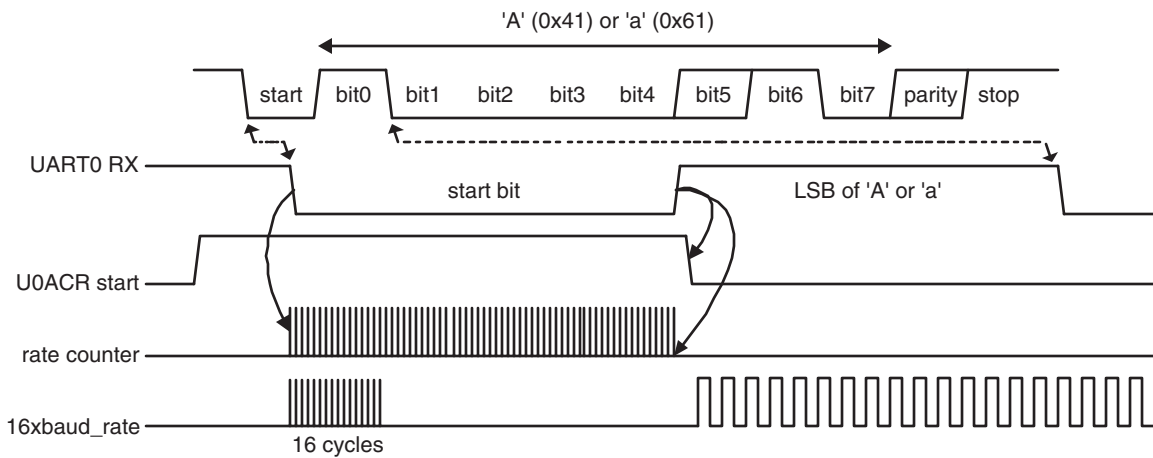 'A' (0x41) or 'a' (0x61)
start bit0 bit1 bit2 bit3 bit4 bit5 bit6 bit7 parity stop
UART0 RX
start bit
LSB of 'A' or 'a'
U0ACR start
rate counter
16xbaud_rate
16 cycles